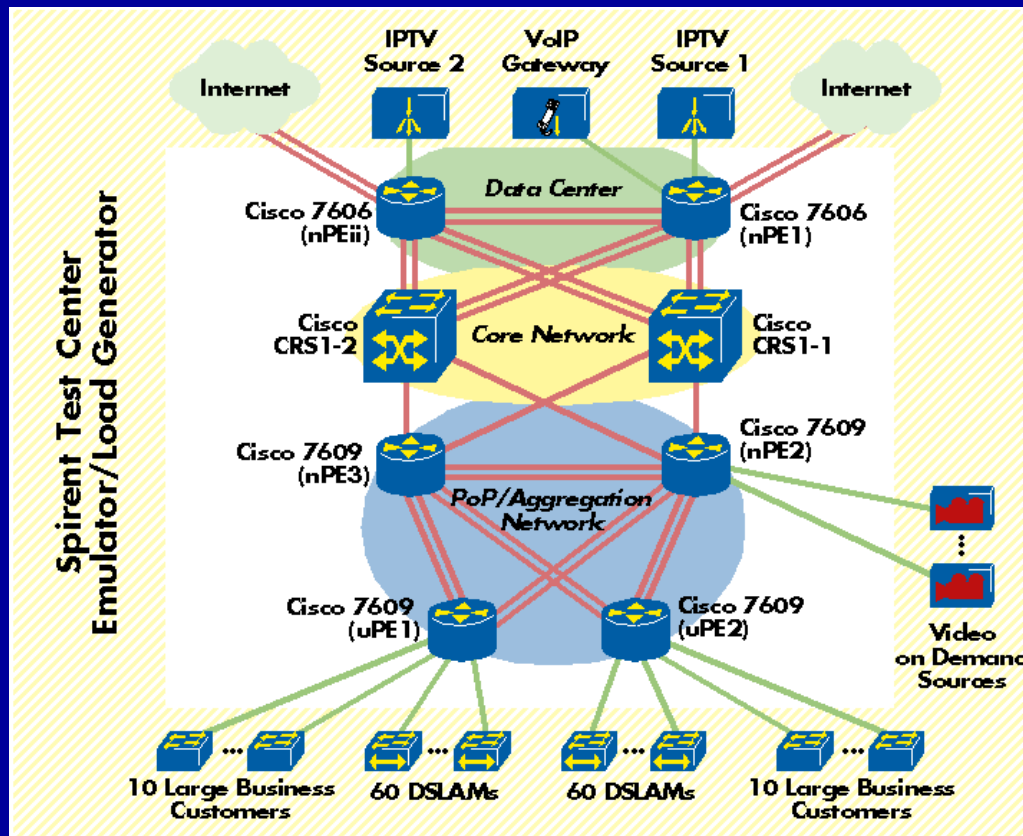 IPTV
Source 2
VoIP
Gateway
IPTV
Source 1
Internet
Internet
Data Center
Cisco 7606
(nPEii)
Cisco 7606
(nPE1)
Spirent Test Center
Emulator/Load Generator
Cisco
CRS1-2
Core Network
Cisco
CRS1-1
Cisco 7609
(nPE3)
Cisco 7609
(nPE2)
PoP/Aggregation
Network
Cisco 7609
(uPE1)
Cisco 7609
(uPE2)
Video
on Demand
Sources
10 Large Business
Customers
60 DSLAMs
60 DSLAMs
10 Large Business
Customers